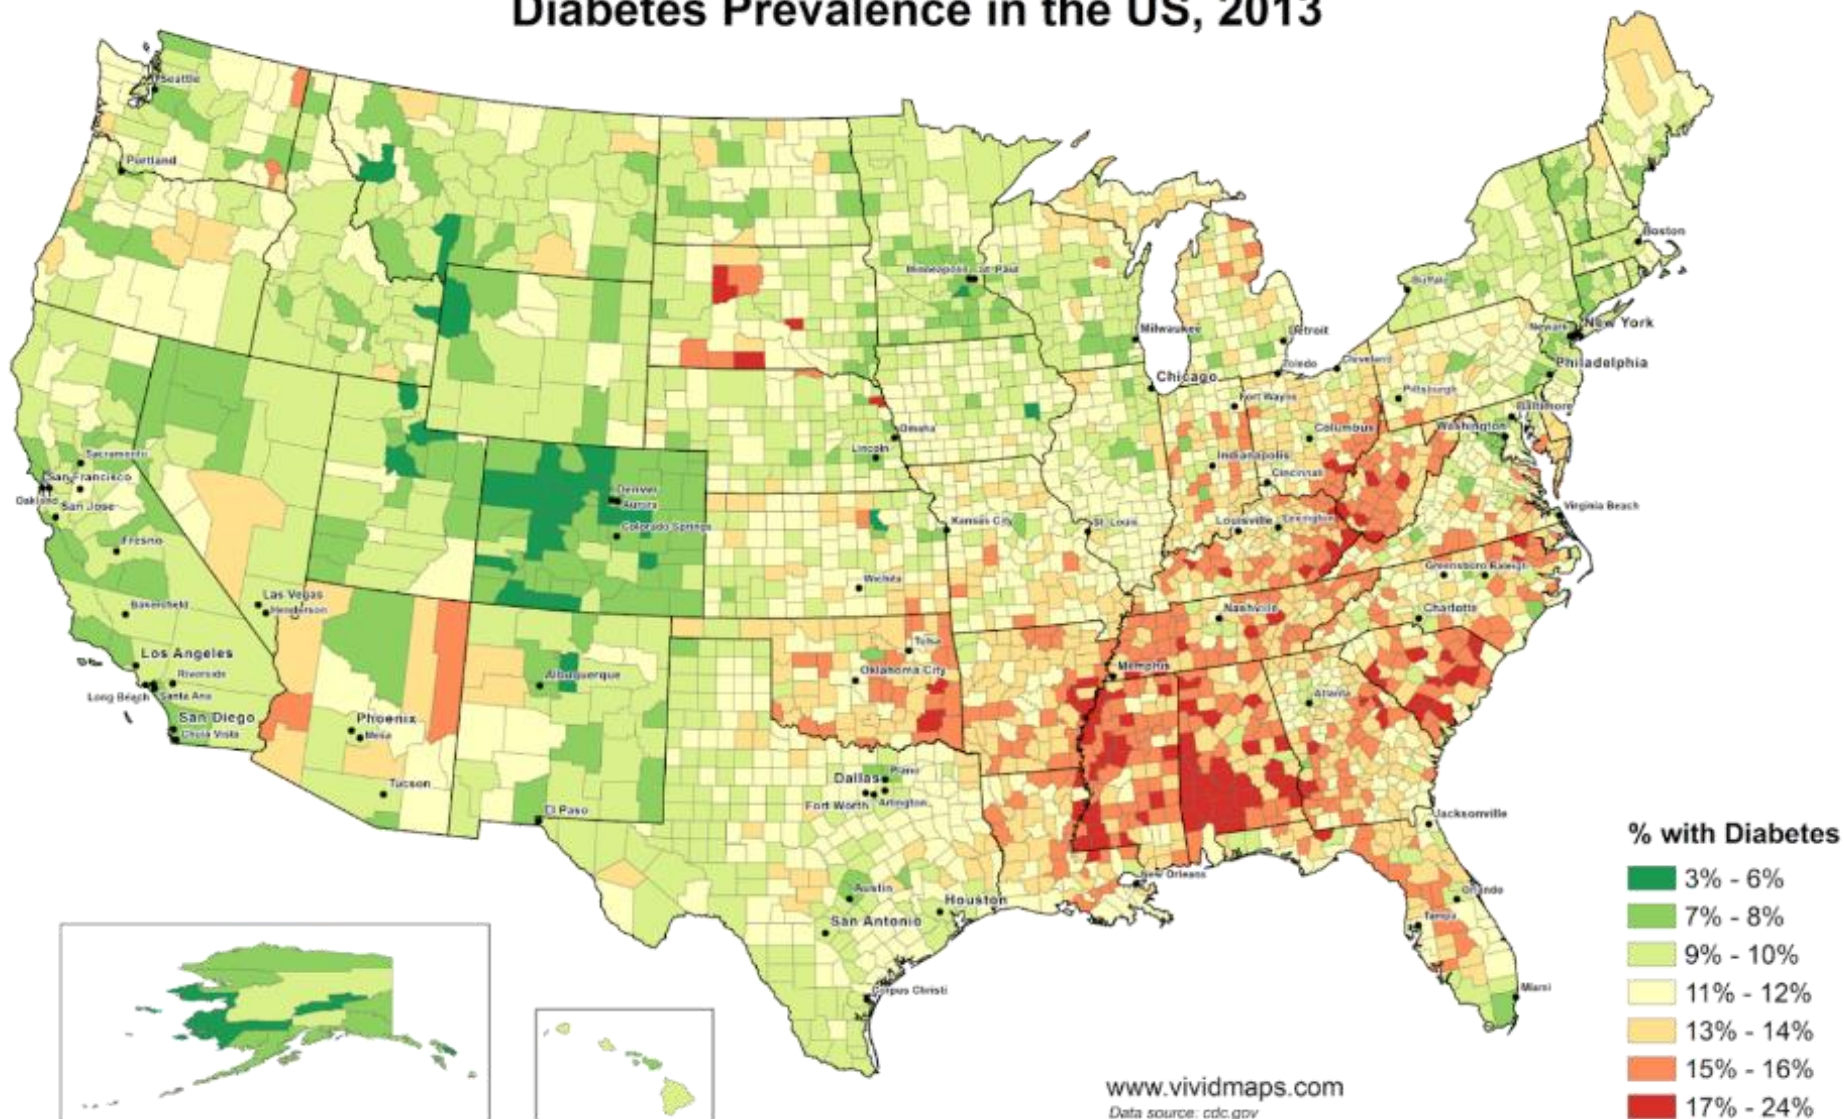 Diabetes Prevalence in the US, 2013
Seattle
Portland
Minneapolis St. Paul
Boston
Buffalo
Milwaukee
Detroit
Newark
New York
Toledo
Cleveland
Philadelphia
Chicago
Fort Wayne
Pittsburgh
Baltimore
Omaha
Columbus
Washington
Lincoln
Indianapolis
Sacramento
San Francisco
Cincinnati
Denver
Oakland
San Jose
Aurora
Virginia Beach
Colorado Springs
Kansas City
St. Louis
Louisville
Lexington
Fresno
Greensboro
Raleigh
Wichita
Las Vegas
Henderson
Bakersfield
Nashville
Charlotte
Tulsa
Los Angeles
Riverside
Albuquerque
Oklahoma City
Memphis
Long Beach
Santa Ana
Atlanta
San Diego
Chula Vista
Phoenix
Mesa
Tucson
Dallas
Plano
Fort Worth
Arlington
El Paso
Jacksonville
New Orleans
Austin
Houston
Orlando
San Antonio
Tampa
Corpus Christi
Miami
% with Diabetes
3% - 6%
7% - 8%
9% - 10%
11% - 12%
13% - 14%
15% - 16%
17% - 24%
www.vividmaps.com
Data source: cdc.gov